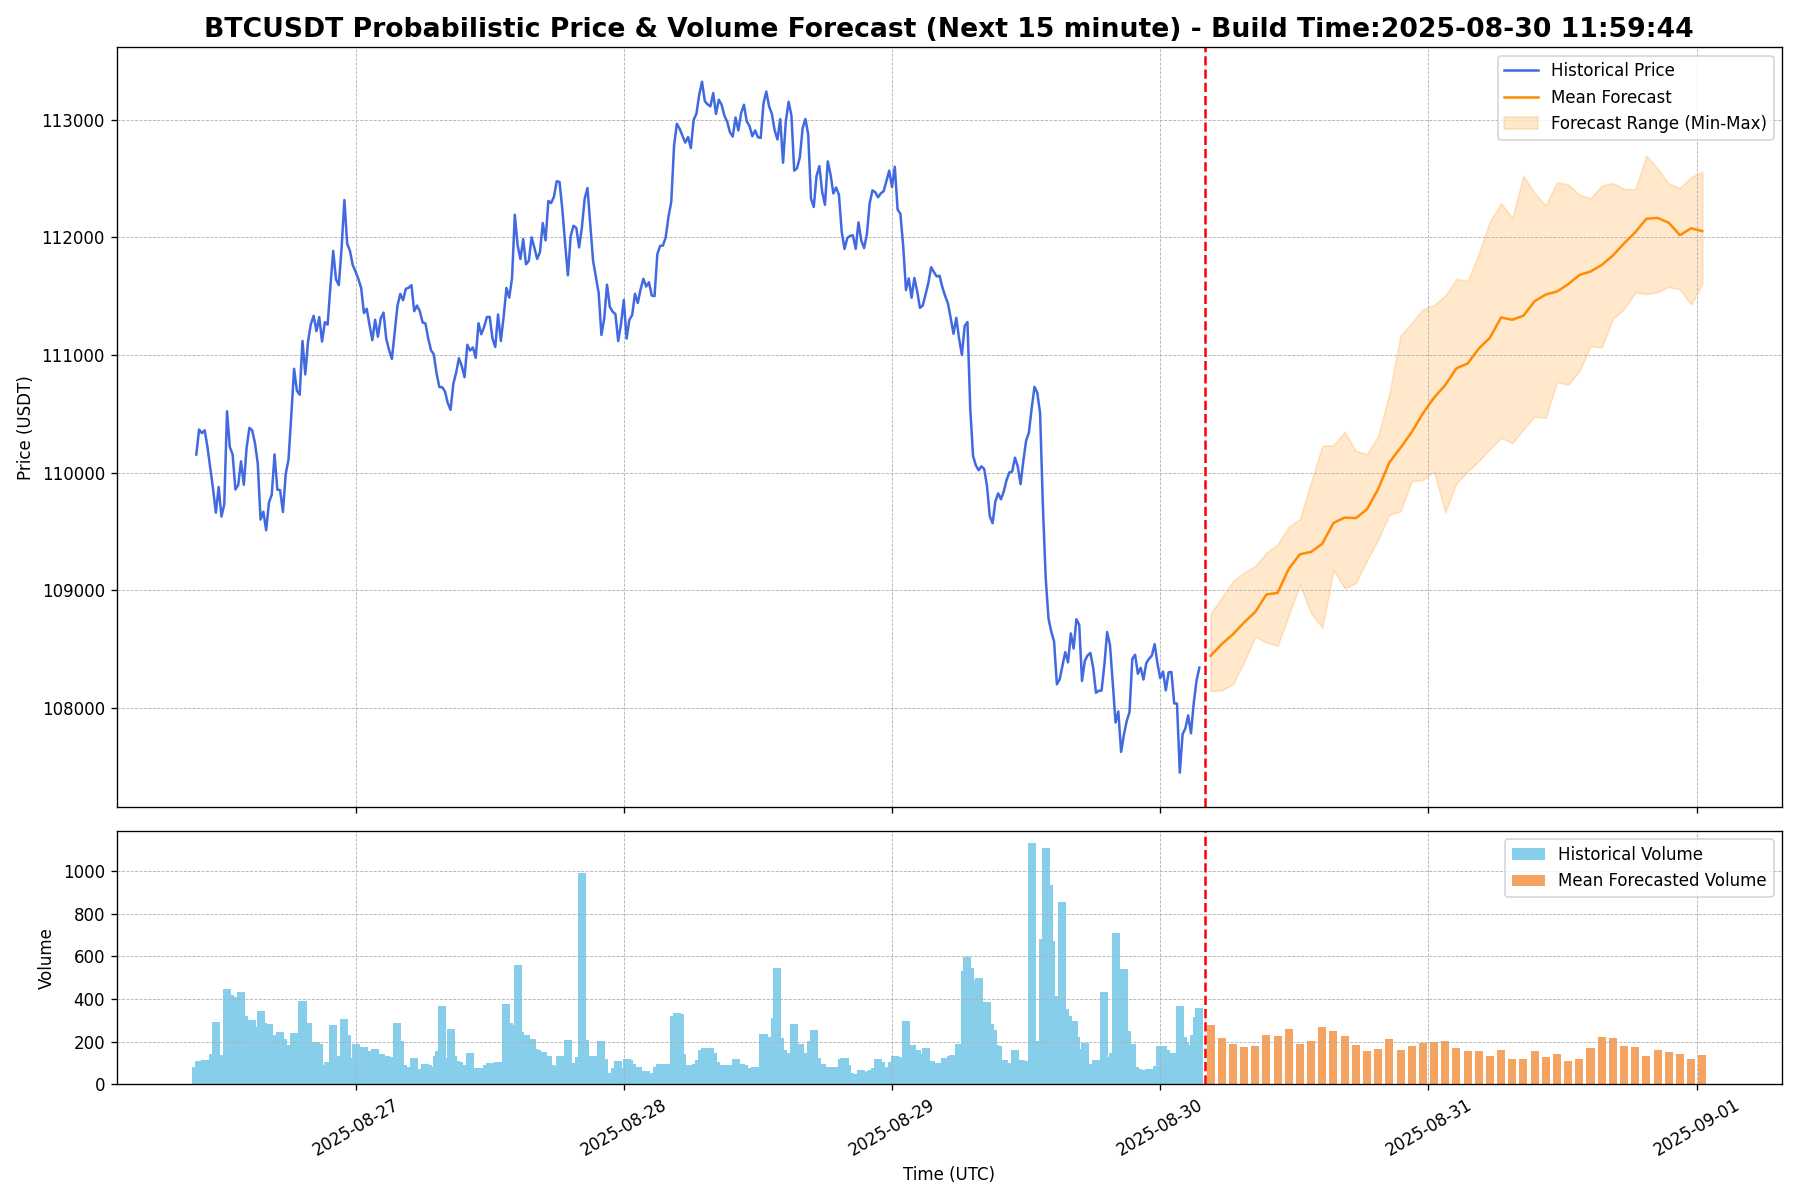 BTCUSDT Probabilistic Price & Volume Forecast (Next 15 minute) - Build Time:2025-08-30 11:59:44
Historical Price
Mean Forecast
Forecast Range (Min-Max)
113000
112000
111000
110000
109000
108000
Price (USDT)
Historical Volume
Mean Forecasted Volume
1000
800
600
400
200
0
Volume
2025-08-27
2025-08-28
2025-08-29
2025-08-30
2025-08-31
2025-09-01
Time (UTC)